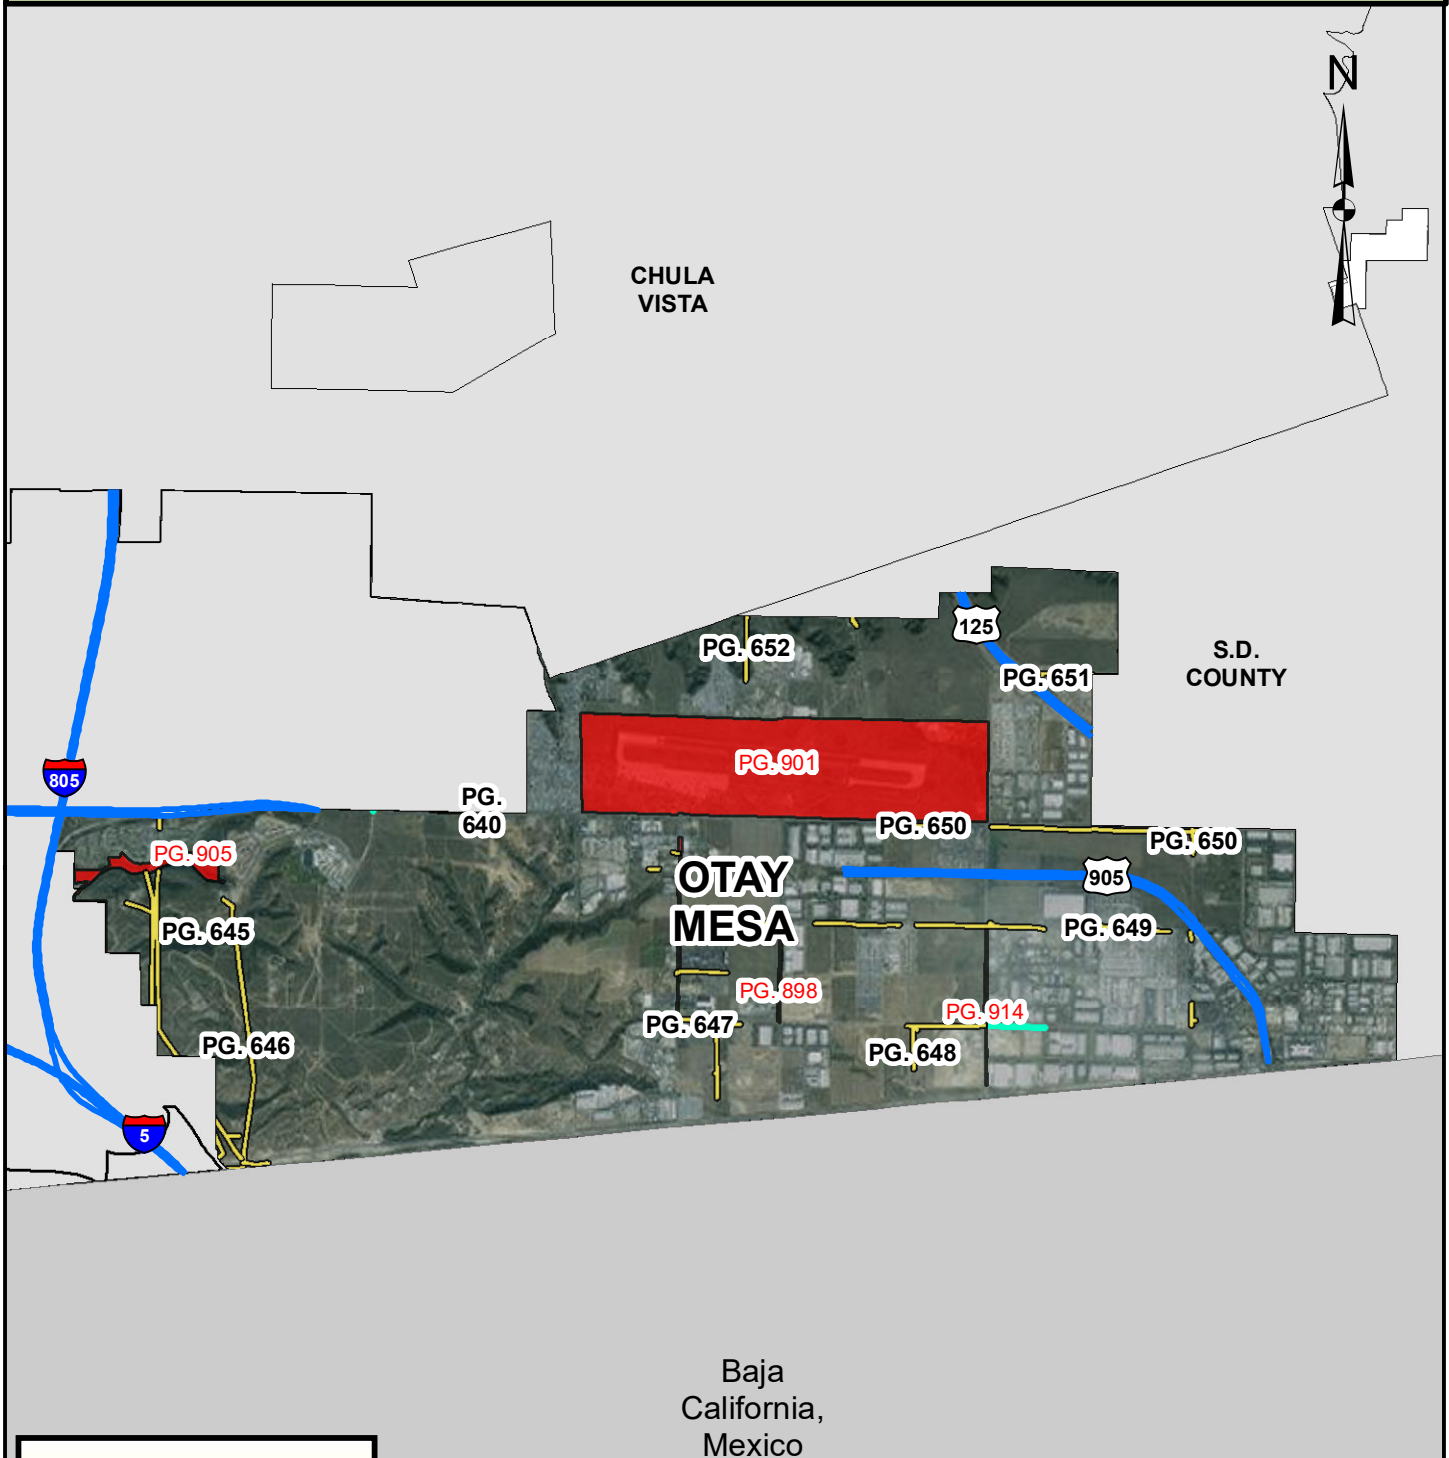 N
CHULA
VISTA
125
PG. 652
S.D.
COUNTY
PG. 651
PG. 901
805
PG.
640
PG. 650
PG. 650
PG. 905
OTAY
MESA
905
PG. 645
PG. 649
PG. 898
PG. 914
PG. 647
PG. 646
PG. 648
5
Baja
California,
Mexico